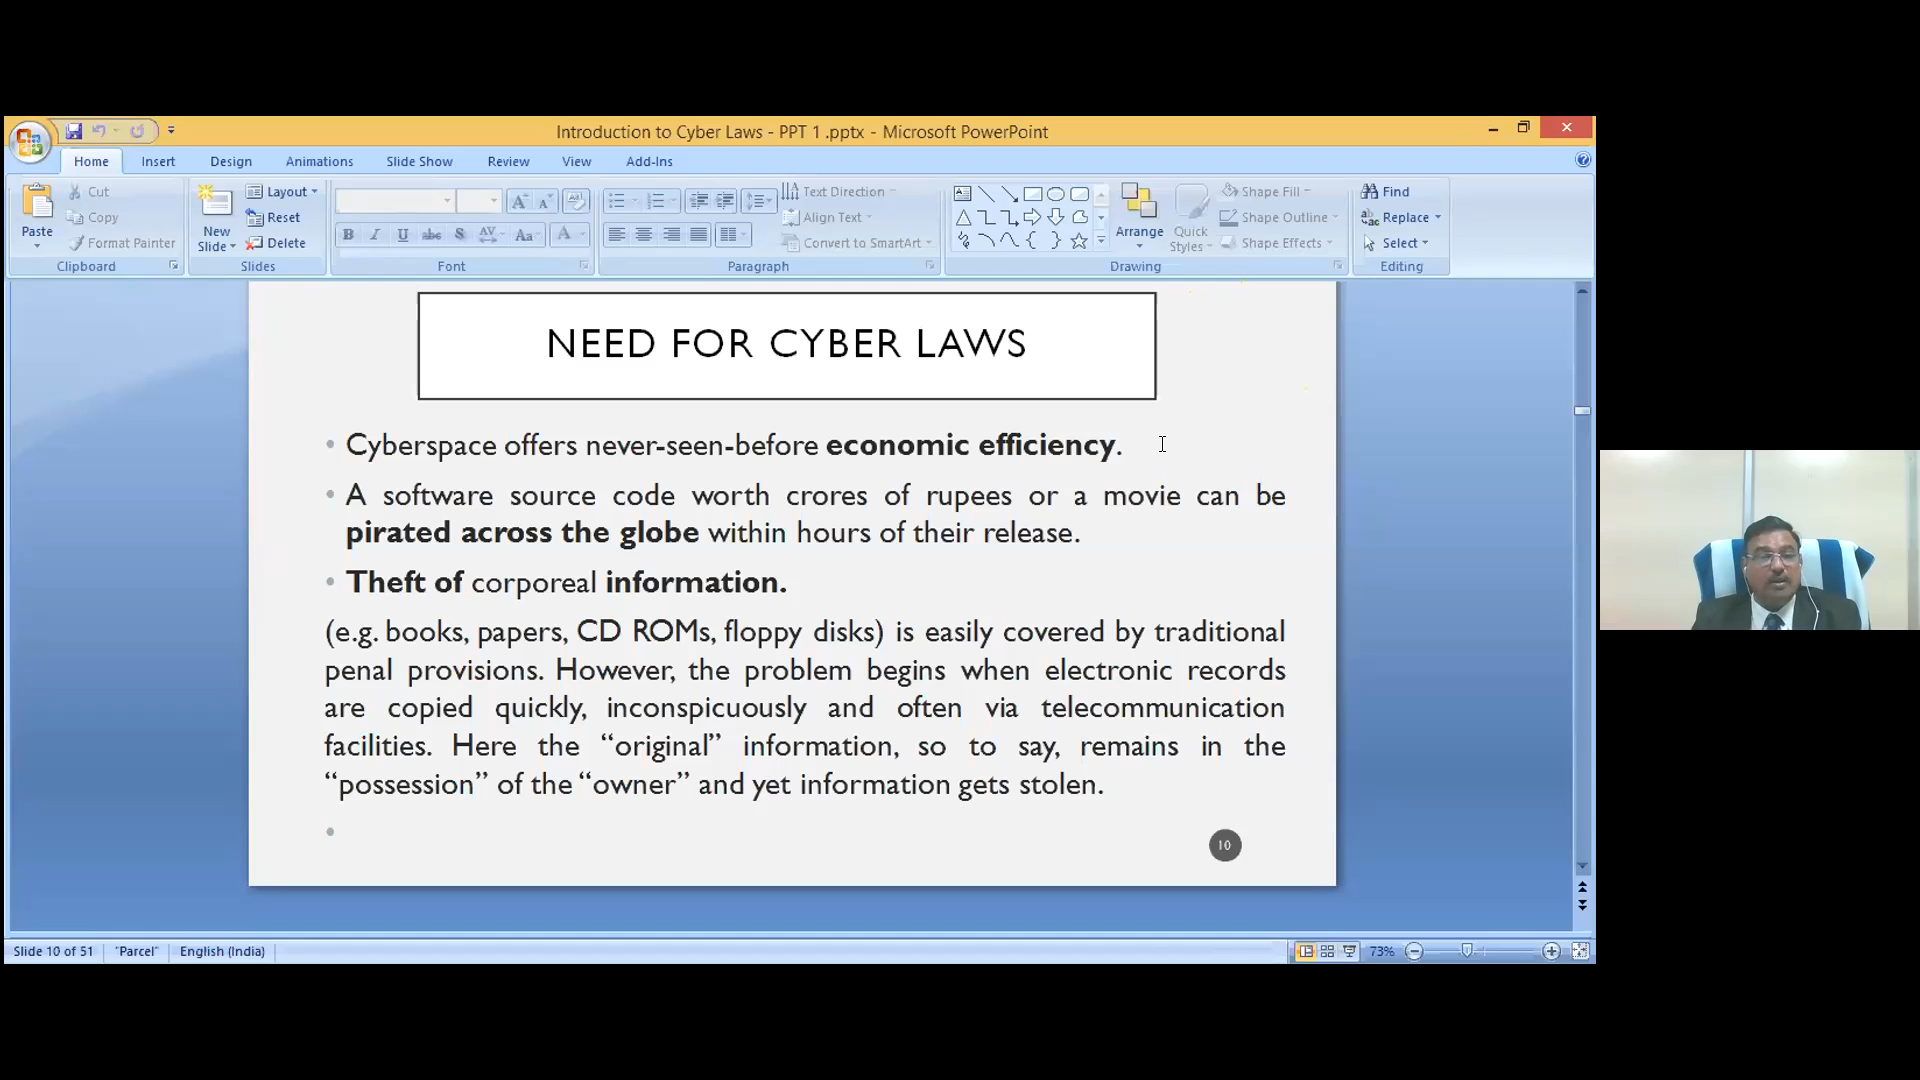 Introduction to Cyber Laws - PPT 1 .pptx - Microsoft PowerPoint
Home Insert Design Animations Slide Show Review View Add-Ins
Paste
Cut
Copy
Format Painter
Clipboard
New Slide
Layout
Reset
Delete
Slides
Font
Text Direction
Align Text
Convert to SmartArt
Paragraph
Arrange
Quick Styles
Shape Fill
Shape Outline
Shape Effects
Drawing
Find
Replace
Select
Editing
NEED FOR CYBER LAWS
• Cyberspace offers never-seen-before economic efficiency.
• A software source code worth crores of rupees or a movie can be
pirated across the globe within hours of their release.
• Theft of corporeal information.
(e.g. books, papers, CD ROMs, floppy disks) is easily covered by traditional
penal provisions. However, the problem begins when electronic records
are copied quickly, inconspicuously and often via telecommunication
facilities. Here the “original” information, so to say, remains in the
“possession” of the “owner” and yet information gets stolen.
•
10
Slide 10 of 51 "Parcel" English (India) 73%